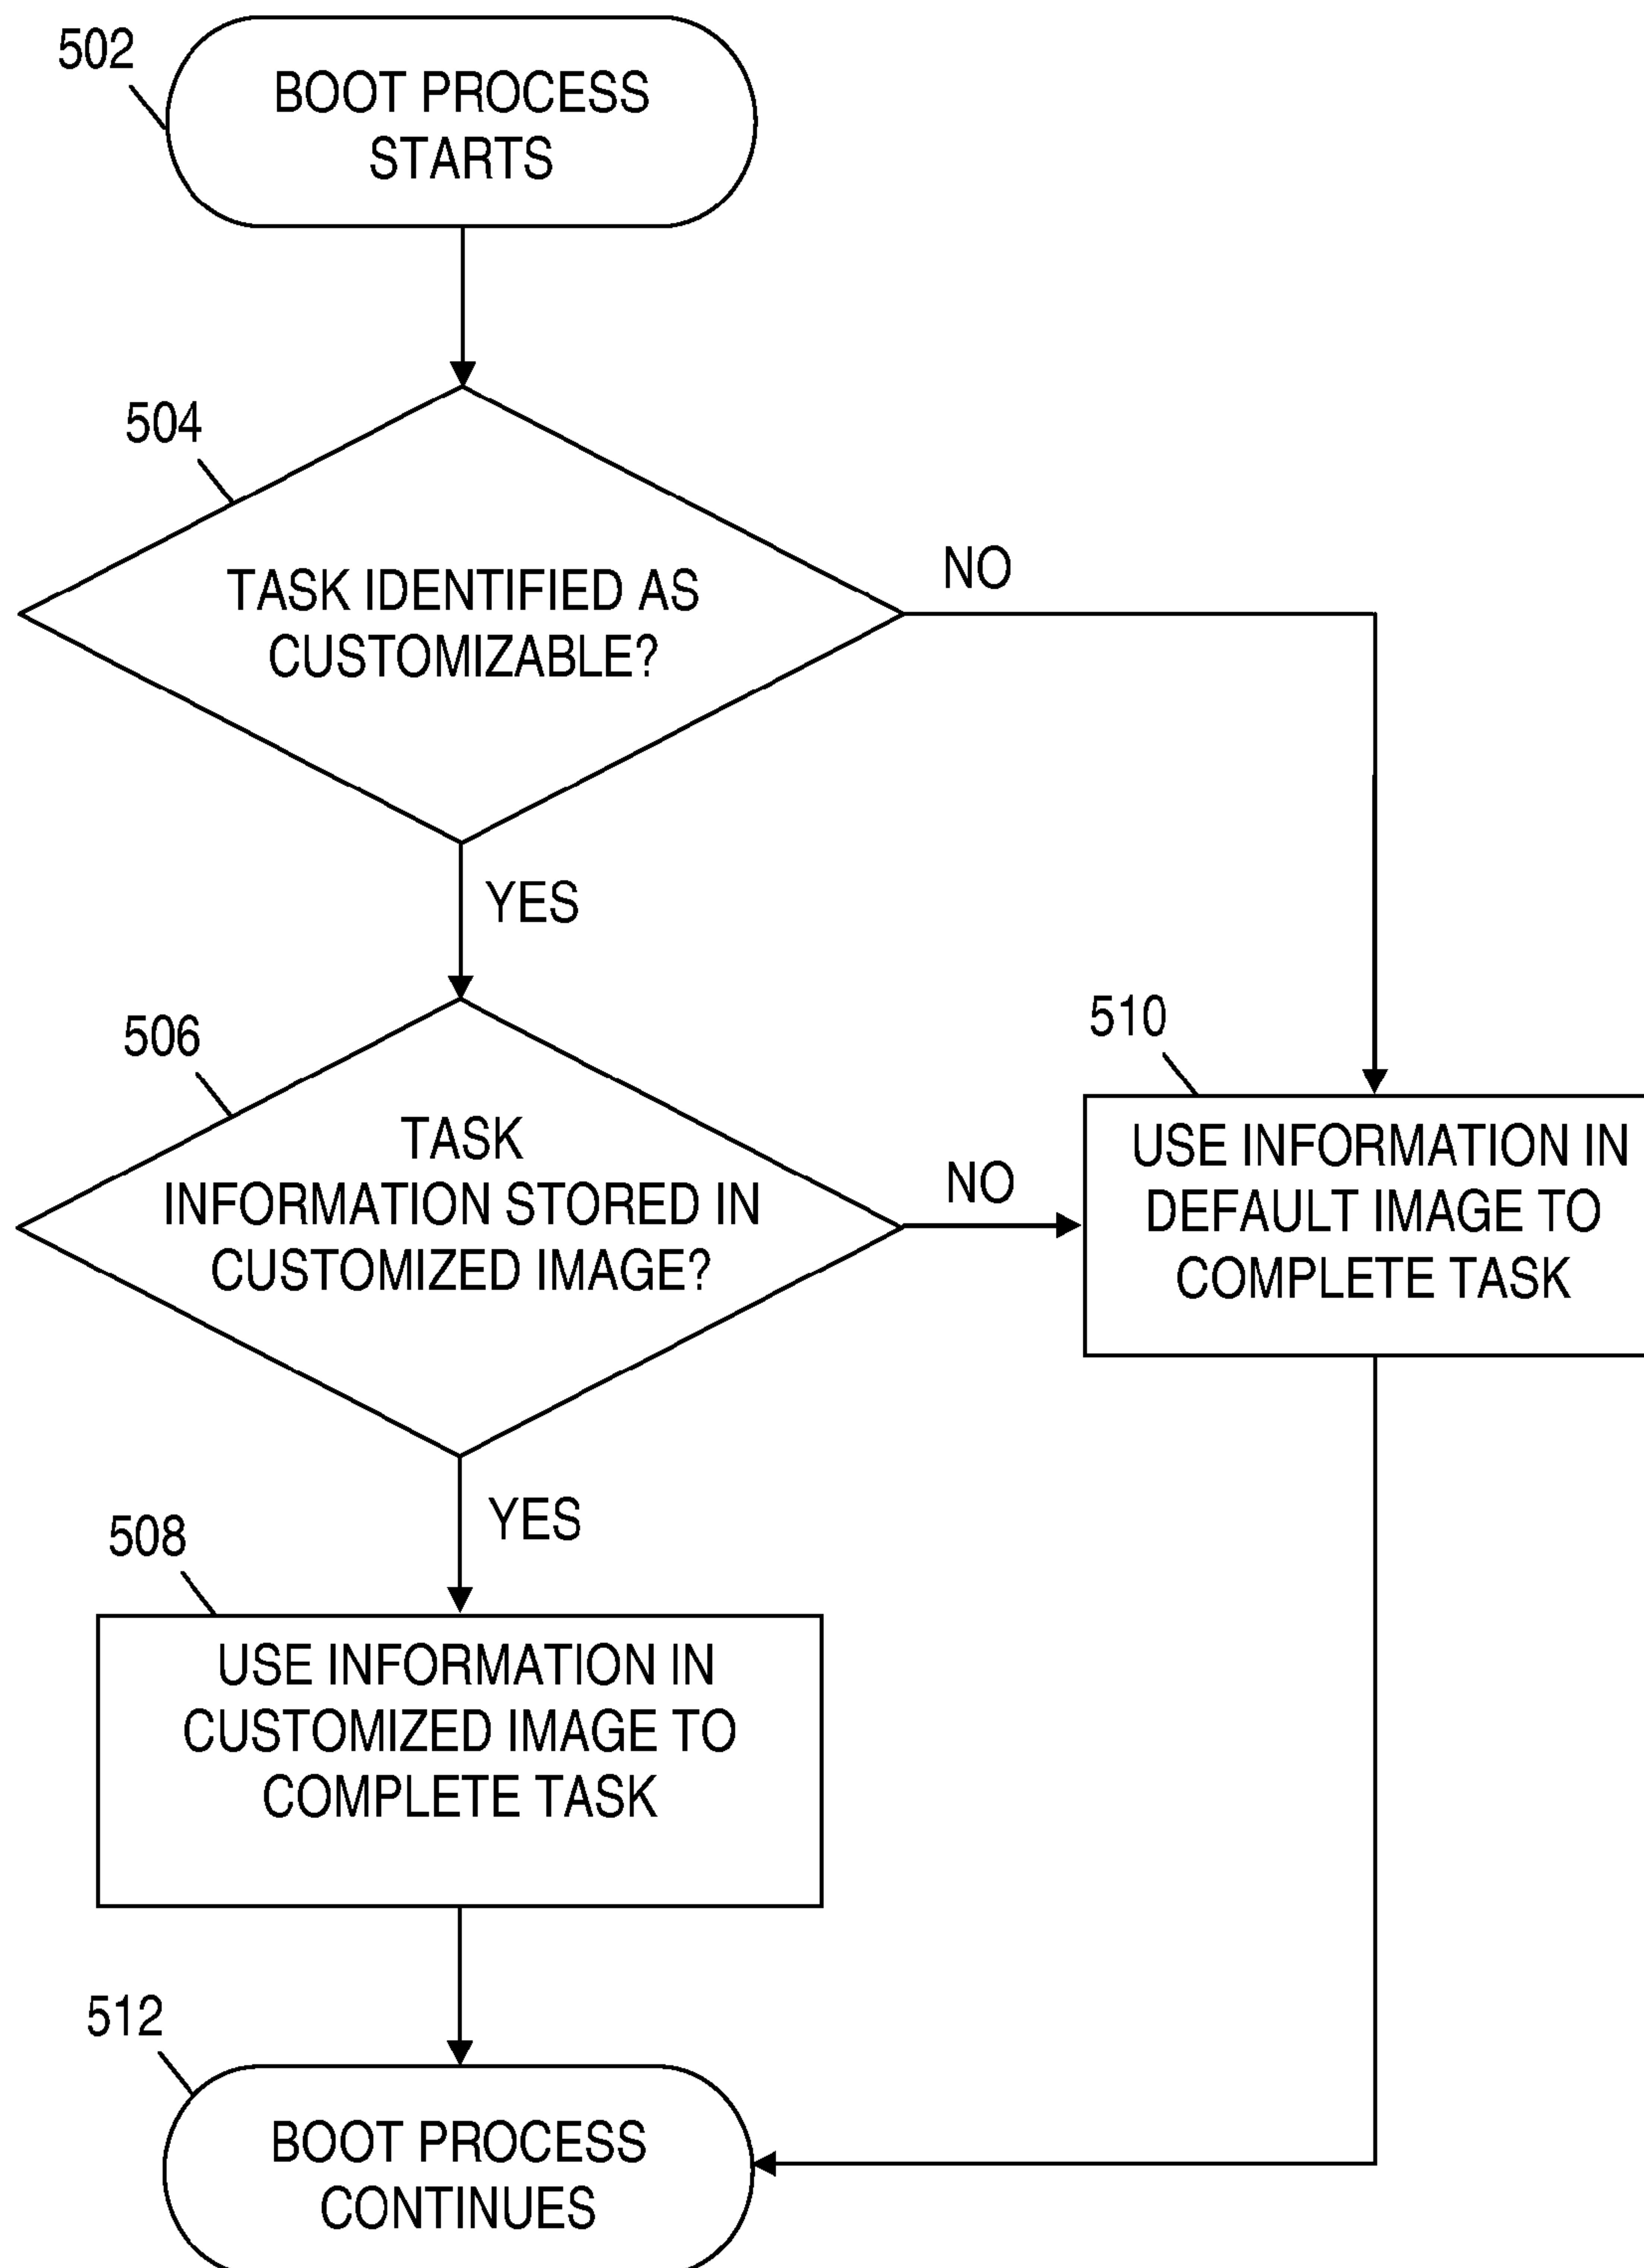 502
BOOT PROCESS
STARTS
504
TASK IDENTIFIED AS
CUSTOMIZABLE?
NO
YES
506
TASK
INFORMATION STORED IN
CUSTOMIZED IMAGE?
NO
510
USE INFORMATION IN
DEFAULT IMAGE TO
COMPLETE TASK
YES
508
USE INFORMATION IN
CUSTOMIZED IMAGE TO
COMPLETE TASK
512
BOOT PROCESS
CONTINUES